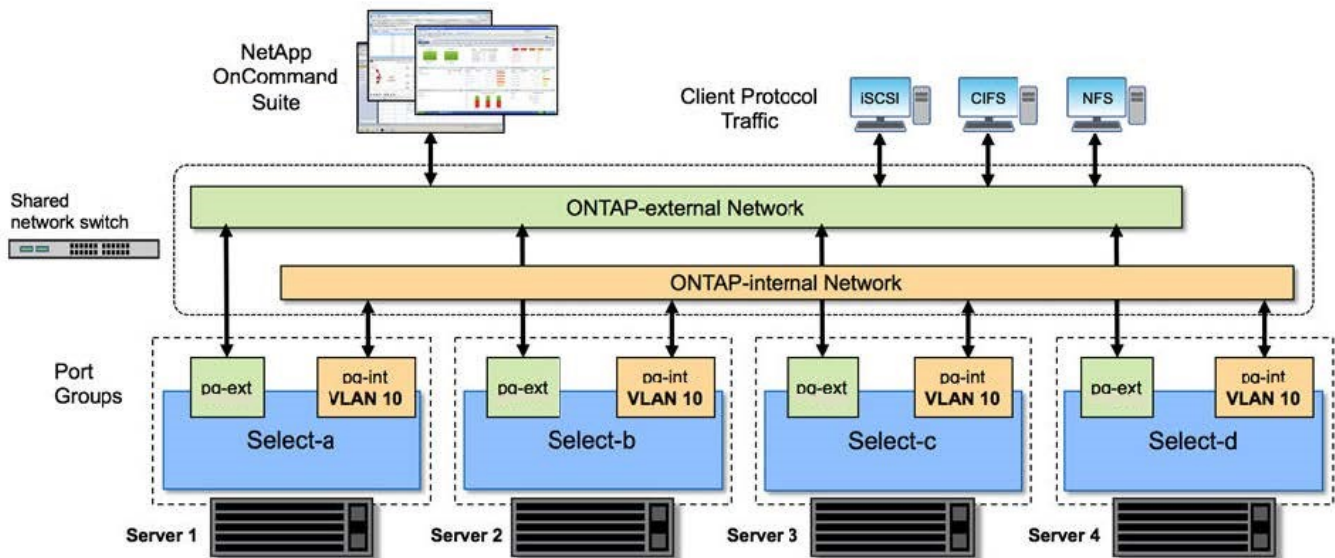 NetApp
OnCommand
Suite
Client Protocol
Traffic
iSCSI
CIFS
NFS
Shared
network switch
ONTAP-external Network
ONTAP-internal Network
Port
Groups
pg-ext
pg-int
VLAN 10
Select-a
pg-ext
pg-int
VLAN 10
Select-b
pg-ext
pg-int
VLAN 10
Select-c
pg-ext
pg-int
VLAN 10
Select-d
Server 1
Server 2
Server 3
Server 4